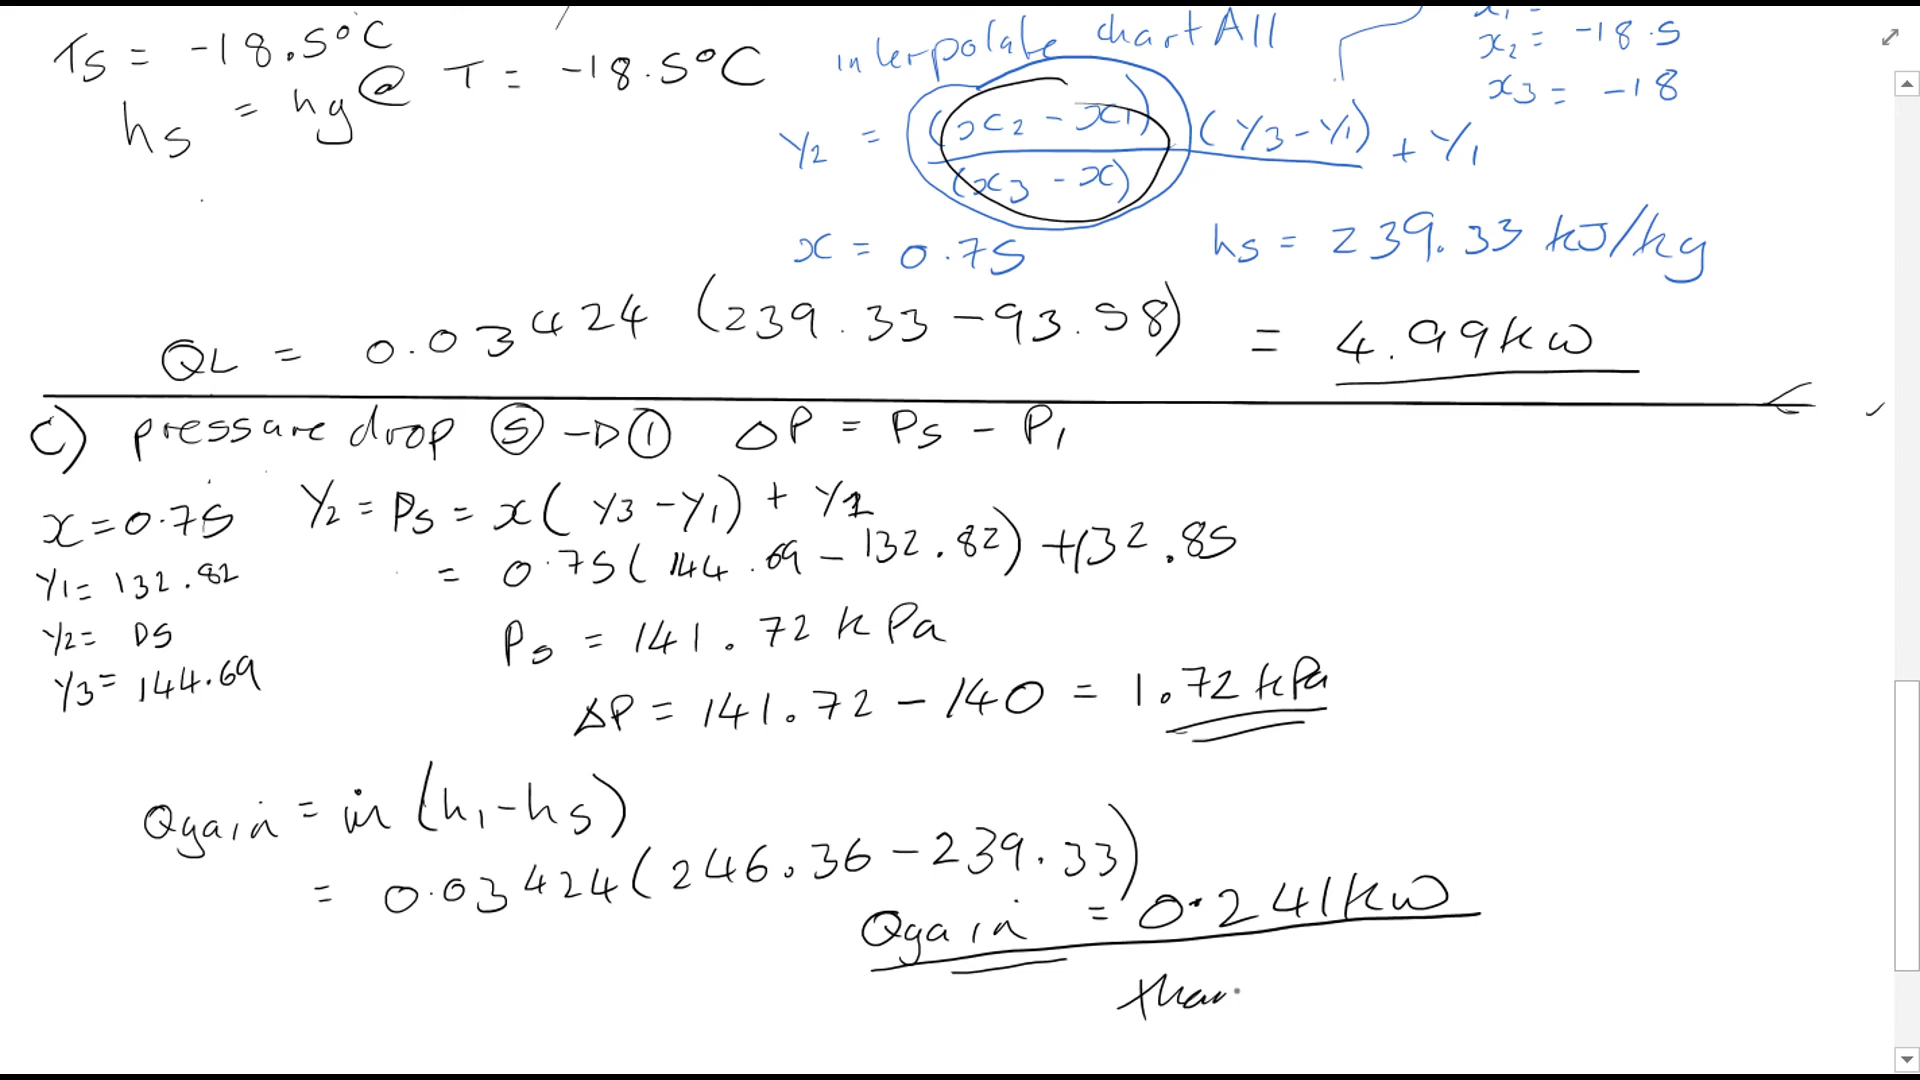 T5 = -18.5°C
h5 = hg @ T = -18.5°C
interpolate chart A11
x2 = -18.5
x3 = -18
Y2 = (x2 - x1) (Y3 - Y1) + Y1
(x3 - x)
x = 0.75
h5 = 239.33 kJ/kg
QL = 0.03424 (239.33 - 93.58) = 4.99kW
C) pressure drop ⑤ -D ① ΔP = P5 - P1
x = 0.75 Y2 = P5 = x( Y3 - Y1) + Y1
Y1 = 132.82 = 0.75( 144.69 - 132.82) + 132.85
Y2 = P5 P5 = 141.72 kPa
Y3 = 144.69
ΔP = 141.72 - 140 = 1.72 kPa
Qgain = ṁ (h1 - h5)
= 0.03424( 246.36 - 239.33)
Qgain = 0.241kW